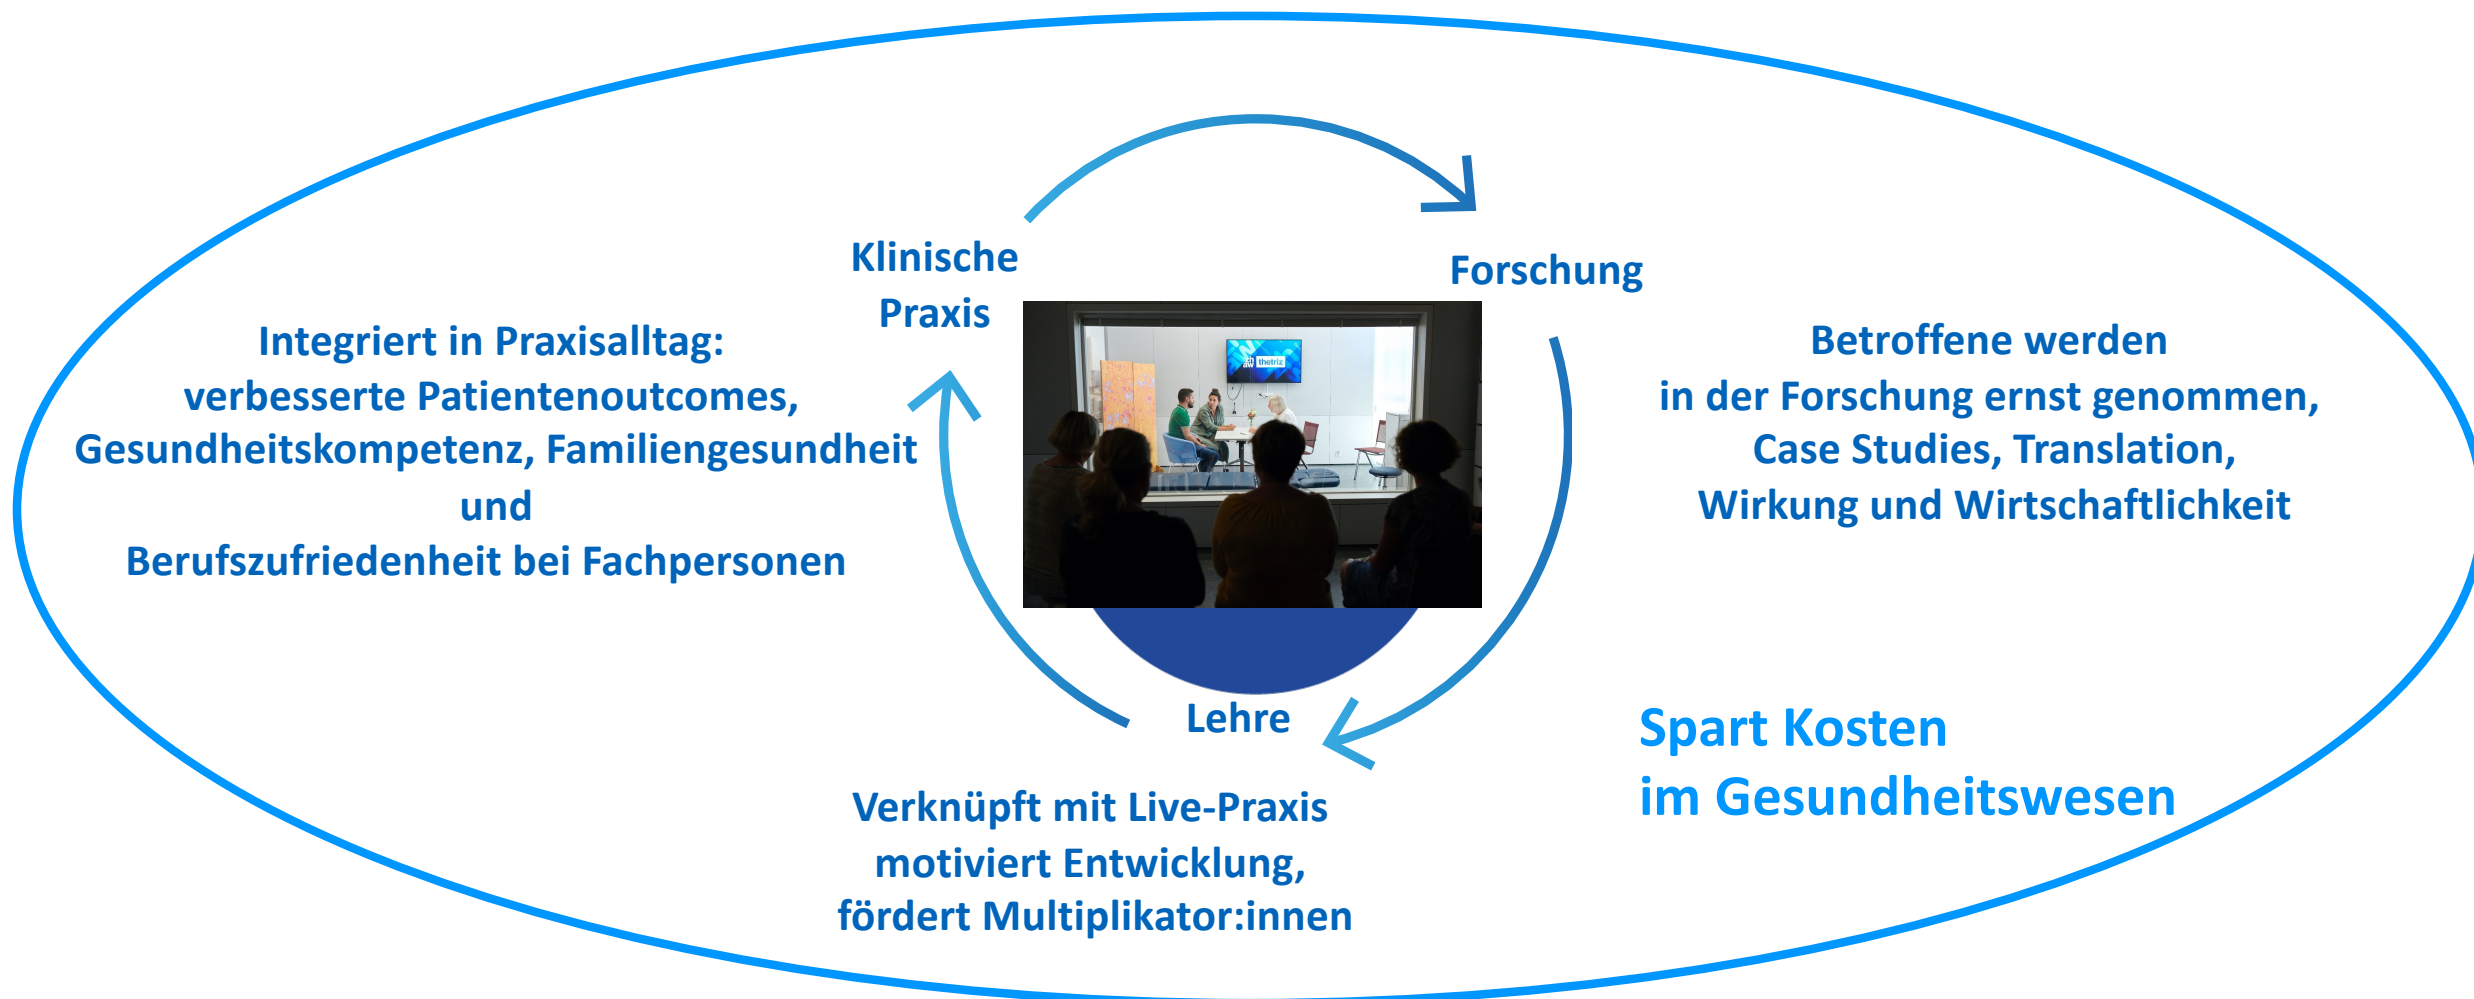 Klinische
Praxis
Forschung
Integriert in Praxisalltag:
verbesserte Patientenoutcomes,
Gesundheitskompetenz, Familiengesundheit
und
Berufszufriedenheit bei Fachpersonen
thetriz
Betroffene werden
in der Forschung ernst genommen,
Case Studies, Translation,
Wirkung und Wirtschaftlichkeit
Lehre
Verknüpft mit Live-Praxis
motiviert Entwicklung,
fördert Multiplikator:innen
Spart Kosten
im Gesundheitswesen